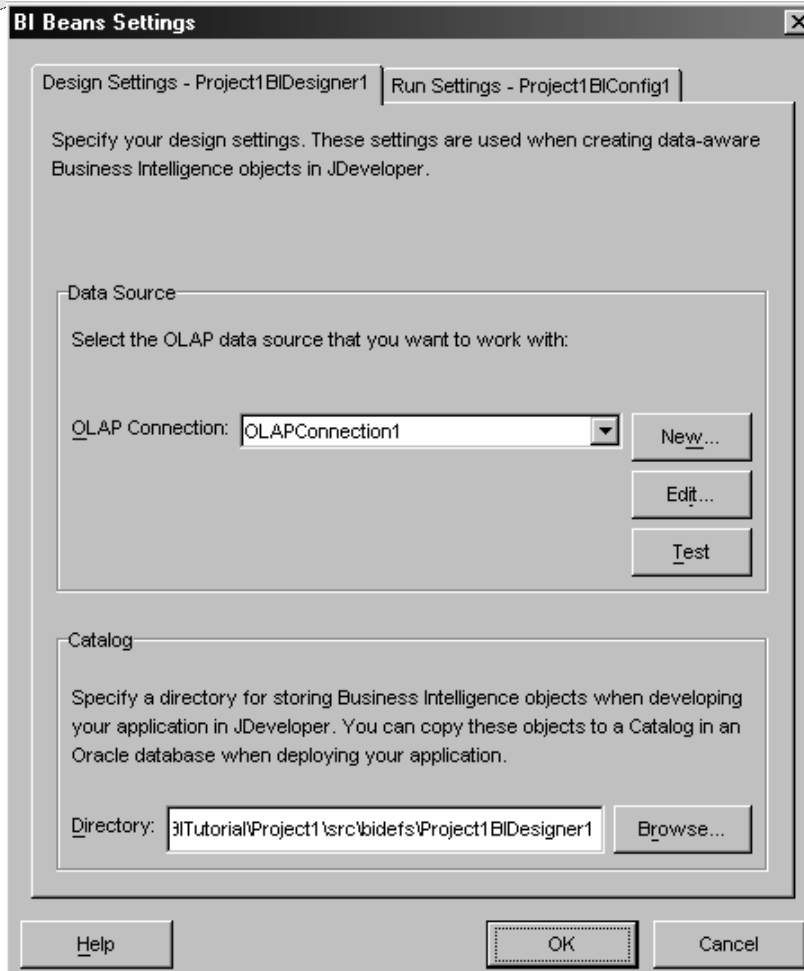 BI Beans Settings
Design Settings - Project1BIDesigner1
Run Settings - Project1BIConfig1
Specify your design settings. These settings are used when creating data-aware
Business Intelligence objects in JDeveloper.
Data Source
Select the OLAP data source that you want to work with:
OLAP Connection:
OLAPConnection1
New...
Edit...
Test
Catalog
Specify a directory for storing Business Intelligence objects when developing
your application in JDeveloper. You can copy these objects to a Catalog in an
Oracle database when deploying your application.
Directory:
BITutorial\Project1\src\bidefs\Project1BIDesigner1
Browse...
Help
OK
Cancel